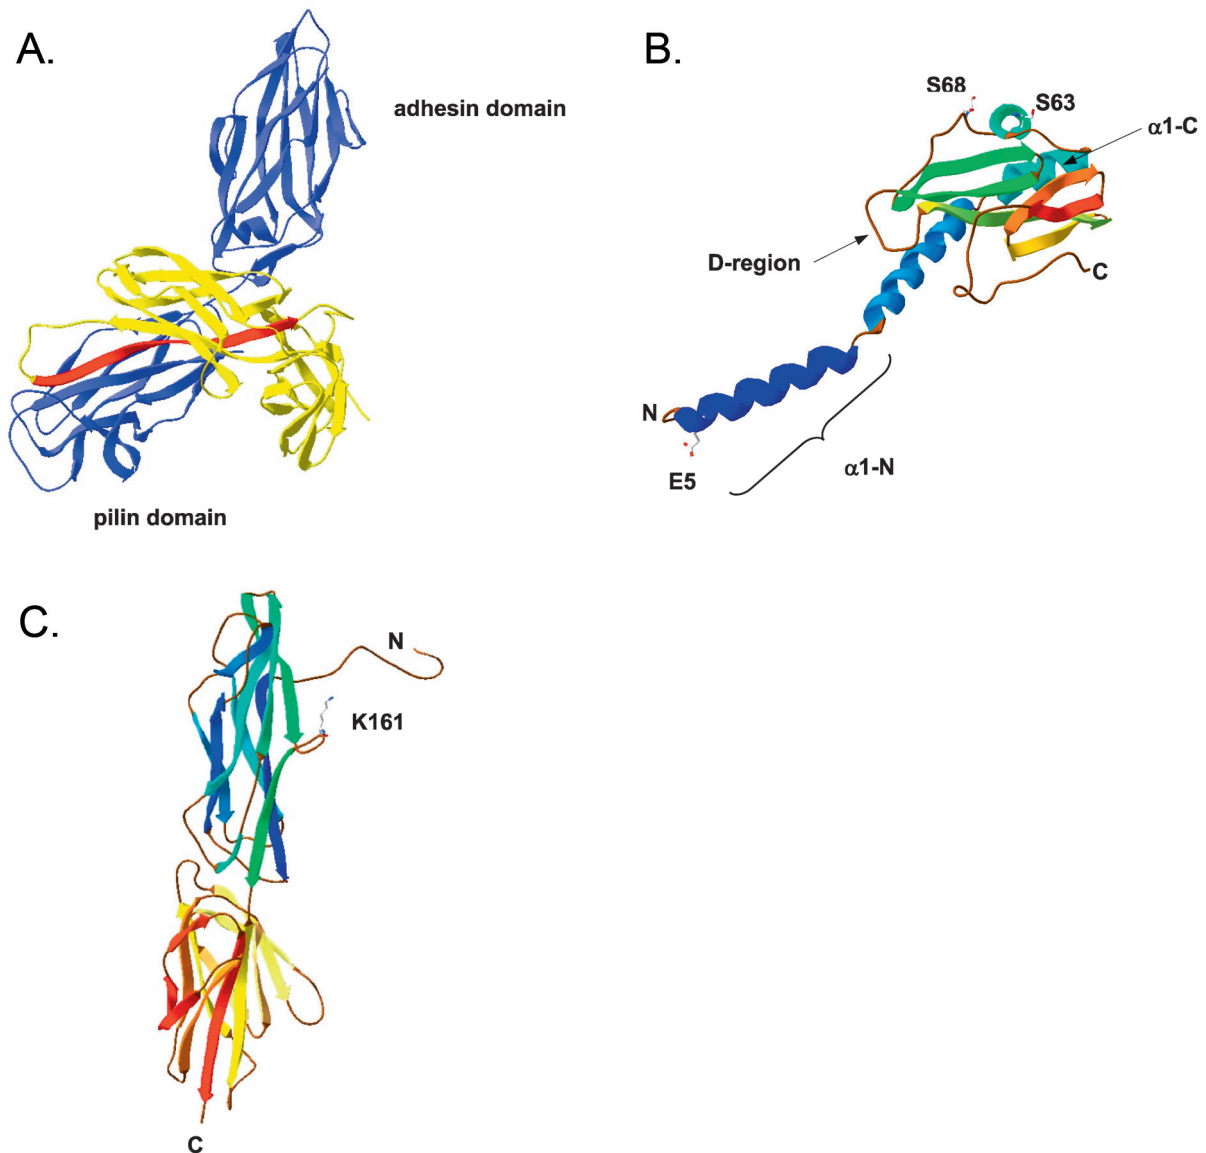 A.
adhesin domain
pilin domain
B.
S68
S63
α1-C
D-region
C
N
E5
α1-N
C.
N
K161
C